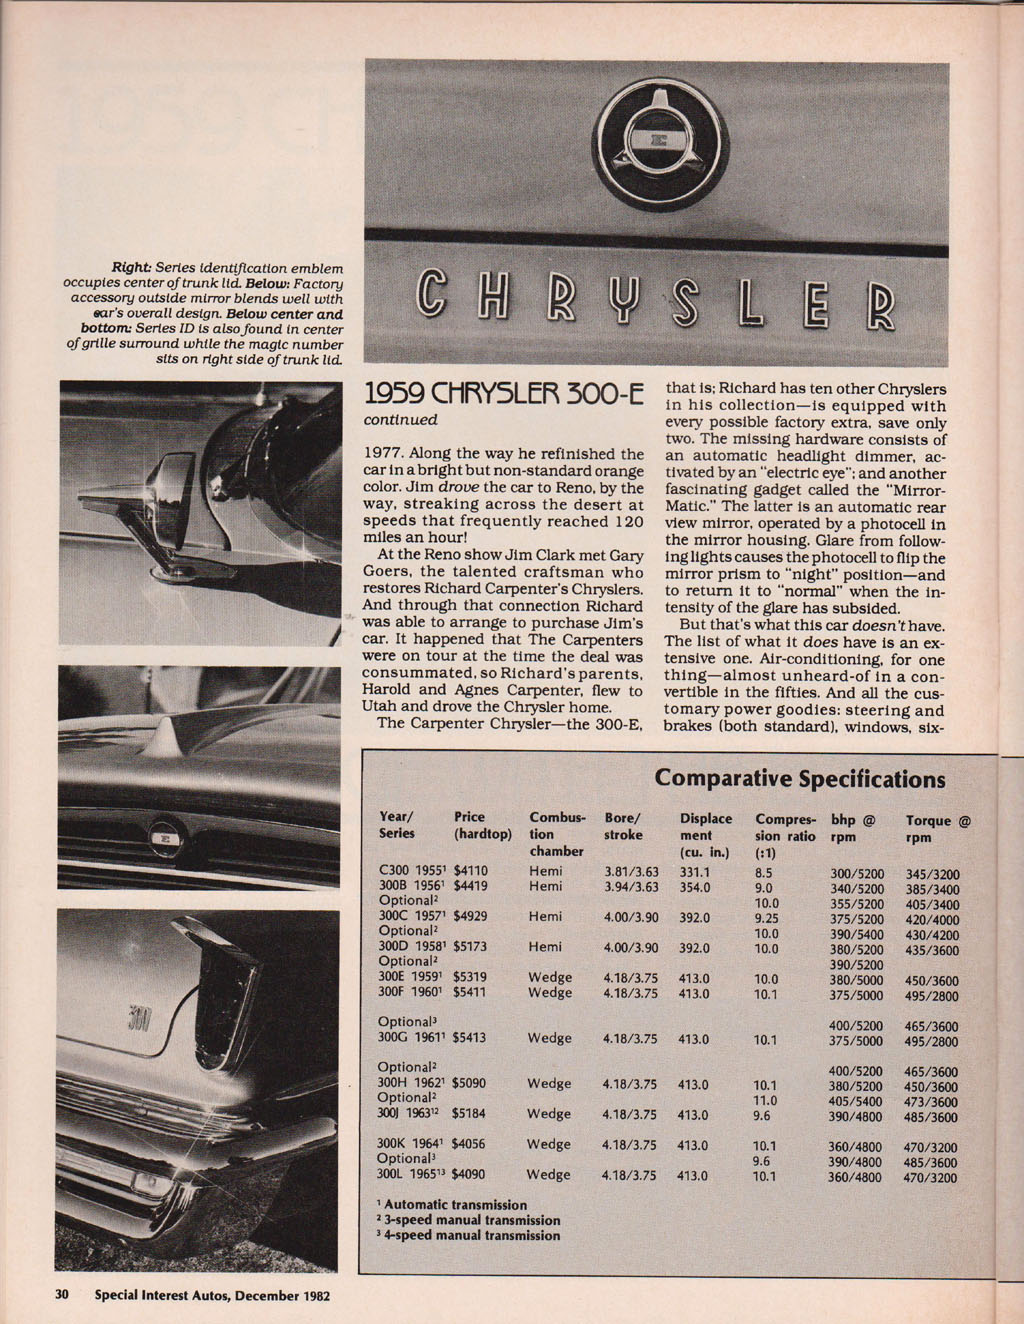 E
CHRYSLER
Right: Series identification emblem
occupies center of trunk lid. Below: Factory
accessory outside mirror blends well with
car's overall design. Below center and
bottom: Series ID is also found in center
of grille surround while the magic number
sits on right side of trunk lid.
E
300
1959 CHRYSLER 300-E
continued
1977. Along the way he refinished the
car in a bright but non-standard orange
color. Jim drove the car to Reno, by the
way, streaking across the desert at
speeds that frequently reached 120
miles an hour!
At the Reno show Jim Clark met Gary
Goers, the talented craftsman who
restores Richard Carpenter's Chryslers.
And through that connection Richard
was able to arrange to purchase Jim's
car. It happened that The Carpenters
were on tour at the time the deal was
consummated, so Richard's parents,
Harold and Agnes Carpenter, flew to
Utah and drove the Chrysler home.
The Carpenter Chrysler—the 300-E,
that is; Richard has ten other Chryslers
in his collection—is equipped with
every possible factory extra, save only
two. The missing hardware consists of
an automatic headlight dimmer, ac-
tivated by an "electric eye"; and another
fascinating gadget called the "Mirror-
Matic." The latter is an automatic rear
view mirror, operated by a photocell in
the mirror housing. Glare from follow-
ing lights causes the photocell to flip the
mirror prism to "night" position—and
to return it to "normal" when the in-
tensity of the glare has subsided.
But that's what this car doesn't have.
The list of what it does have is an ex-
tensive one. Air-conditioning, for one
thing—almost unheard-of in a con-
vertible in the fifties. And all the cus-
tomary power goodies: steering and
brakes (both standard), windows, six-
Comparative Specifications
Year/ Price Combus- Bore/ Displace Compres- bhp @ Torque @
Series (hardtop) tion stroke ment sion ratio rpm rpm
chamber (cu. in.) (:1)
C300 1955¹ $4110 Hemi 3.81/3.63 331.1 8.5 300/5200 345/3200
300B 1956¹ $4419 Hemi 3.94/3.63 354.0 9.0 340/5200 385/3400
Optional² 10.0 355/5200 405/3400
300C 1957¹ $4929 Hemi 4.00/3.90 392.0 9.25 375/5200 420/4000
Optional² 10.0 390/5400 430/4200
300D 1958¹ $5173 Hemi 4.00/3.90 392.0 10.0 380/5200 435/3600
Optional² 390/5200
300E 1959¹ $5319 Wedge 4.18/3.75 413.0 10.0 380/5000 450/3600
300F 1960¹ $5411 Wedge 4.18/3.75 413.0 10.1 375/5000 495/2800
Optional³ 400/5200 465/3600
300G 1961¹ $5413 Wedge 4.18/3.75 413.0 10.1 375/5000 495/2800
Optional² 400/5200 465/3600
300H 1962¹ $5090 Wedge 4.18/3.75 413.0 10.1 380/5200 450/3600
Optional² 11.0 405/5400 473/3600
300J 1963¹² $5184 Wedge 4.18/3.75 413.0 9.6 390/4800 485/3600
300K 1964¹ $4056 Wedge 4.18/3.75 413.0 10.1 360/4800 470/3200
Optional³ 9.6 390/4800 485/3600
300L 1965¹³ $4090 Wedge 4.18/3.75 413.0 10.1 360/4800 470/3200
¹ Automatic transmission
² 3-speed manual transmission
³ 4-speed manual transmission
30 Special Interest Autos, December 1982